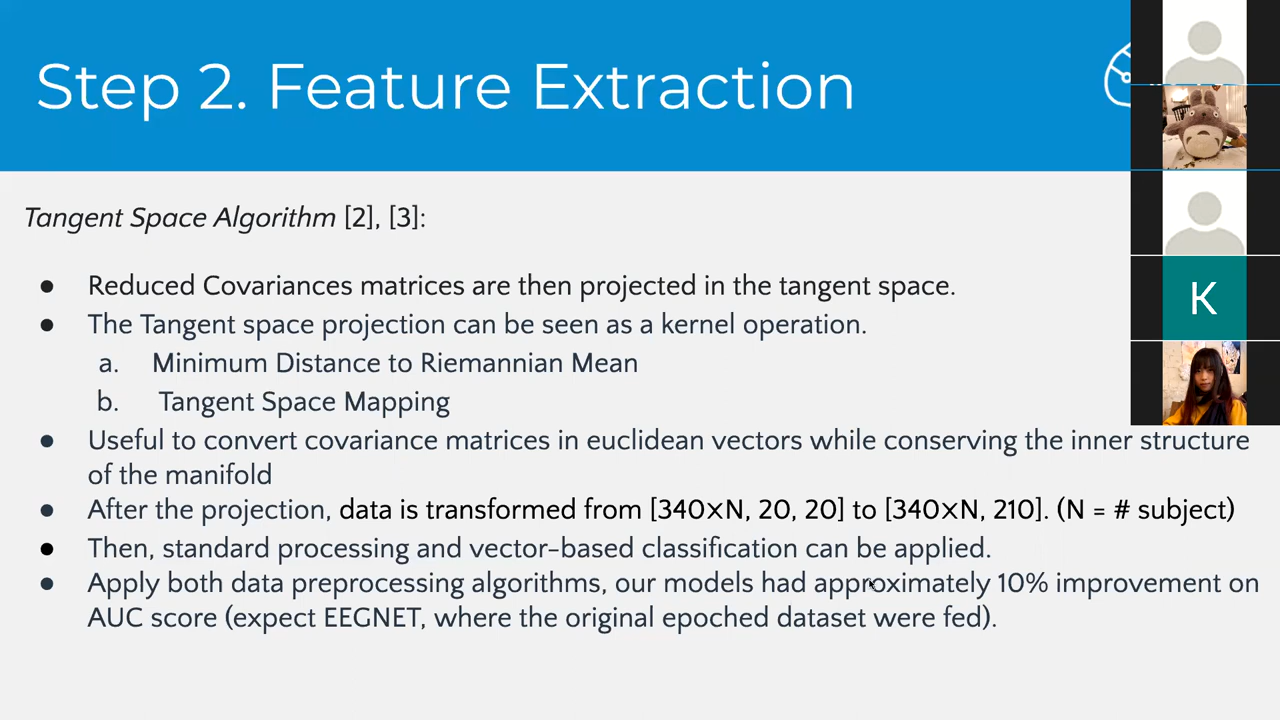 Step 2. Feature Extraction
Tangent Space Algorithm [2], [3]:
● Reduced Covariances matrices are then projected in the tangent space.
● The Tangent space projection can be seen as a kernel operation.
a. Minimum Distance to Riemannian Mean
b. Tangent Space Mapping
● Useful to convert covariance matrices in euclidean vectors while conserving the inner structure
of the manifold
● After the projection, data is transformed from [340×N, 20, 20] to [340×N, 210]. (N = # subject)
● Then, standard processing and vector-based classification can be applied.
● Apply both data preprocessing algorithms, our models had approximately 10% improvement on
AUC score (expect EEGNET, where the original epoched dataset were fed).
K